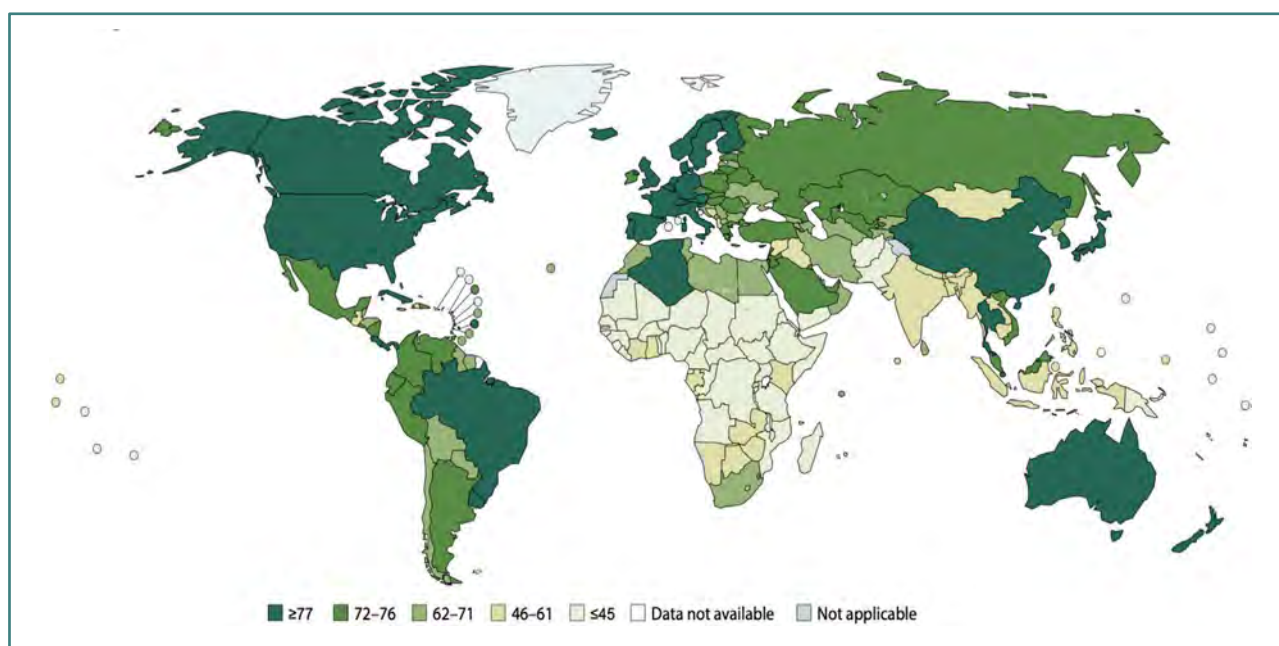 ≥77 72–76 62–71 46–61 ≤45 Data not available Not applicable